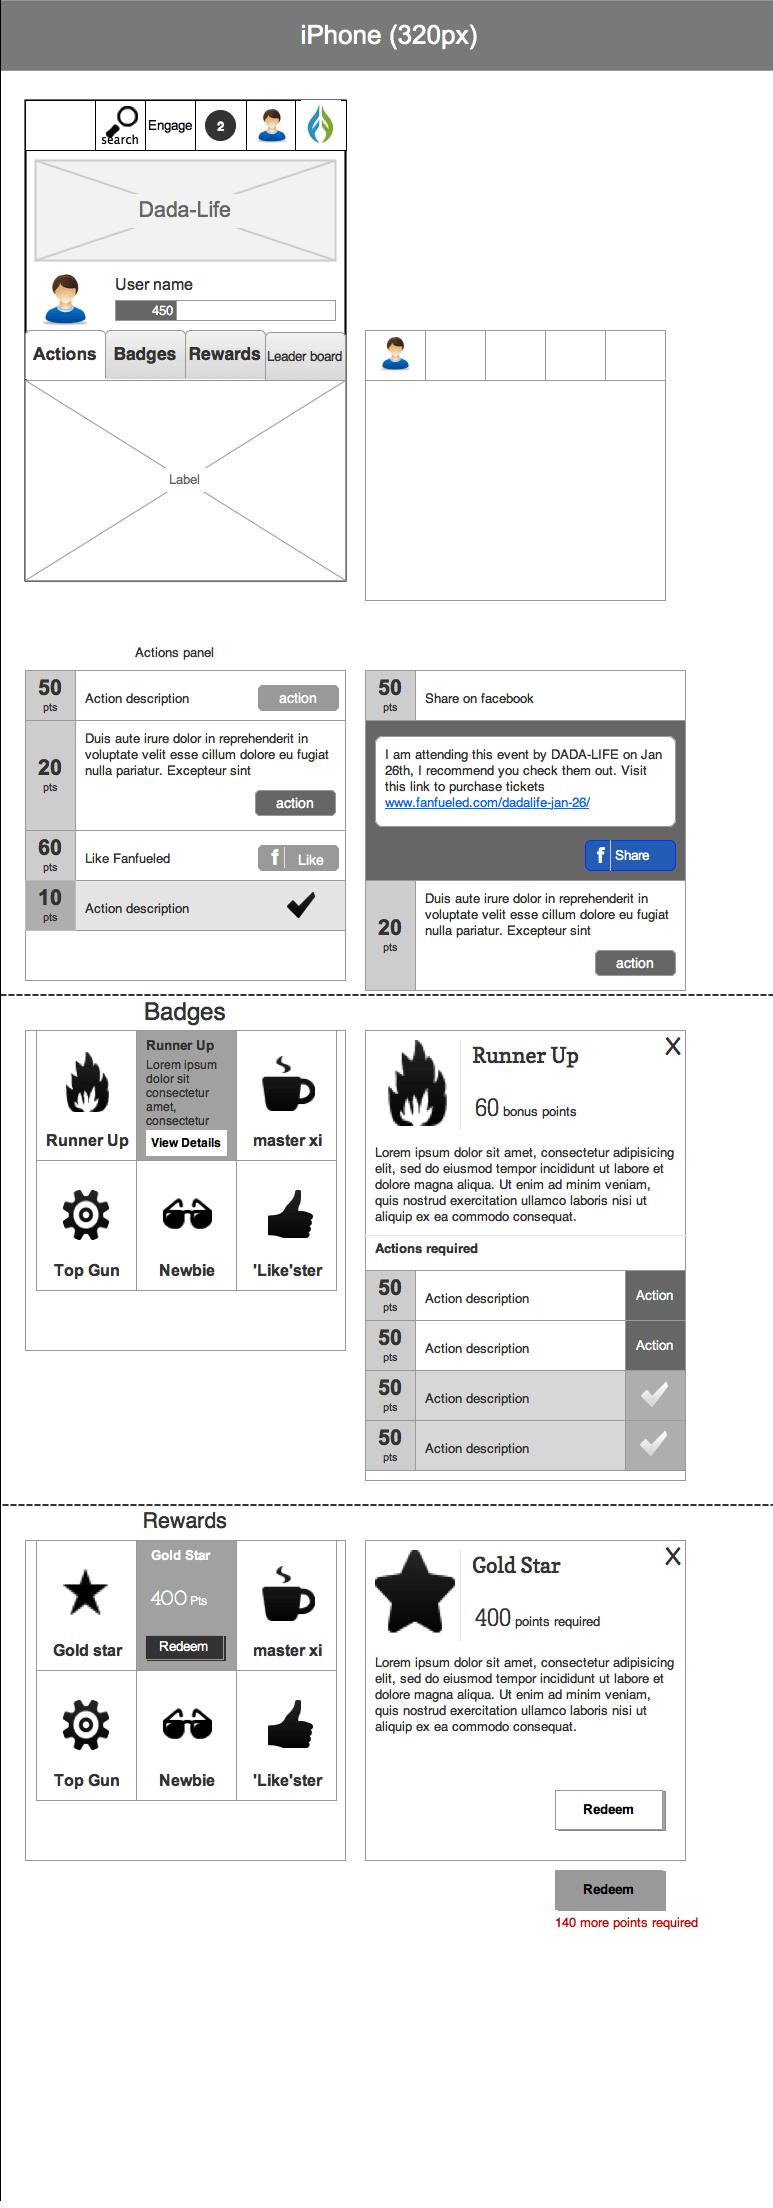 iPhone (320px)
search
Engage
2
Dada-Life
User name
450
Actions
Badges
Rewards
Leader board
Label
Actions panel
50
pts
Action description
action
20
pts
Duis aute irure dolor in reprehenderit in
voluptate velit esse cillum dolore eu fugiat
nulla pariatur. Excepteur sint
action
60
pts
Like Fanfueled
f Like
10
pts
Action description
50
pts
Share on facebook
I am attending this event by DADA-LIFE on Jan
26th, I recommend you check them out. Visit
this link to purchase tickets
www.fanfueled.com/dadalife-jan-26/
f Share
20
pts
Duis aute irure dolor in reprehenderit in
voluptate velit esse cillum dolore eu fugiat
nulla pariatur. Excepteur sint
action
Badges
Runner Up
Runner Up
Lorem ipsum
dolor sit
consectetur
amet,
consectetur
View Details
master xi
Top Gun
Newbie
'Like'ster
Runner Up
X
60 bonus points
Lorem ipsum dolor sit amet, consectetur adipisicing
elit, sed do eiusmod tempor incididunt ut labore et
dolore magna aliqua. Ut enim ad minim veniam,
quis nostrud exercitation ullamco laboris nisi ut
aliquip ex ea commodo consequat.
Actions required
50
pts
Action description
Action
50
pts
Action description
Action
50
pts
Action description
50
pts
Action description
Rewards
Gold star
Gold Star
400 Pts
Redeem
master xi
Top Gun
Newbie
'Like'ster
Gold Star
X
400 points required
Lorem ipsum dolor sit amet, consectetur adipisicing
elit, sed do eiusmod tempor incididunt ut labore et
dolore magna aliqua. Ut enim ad minim veniam,
quis nostrud exercitation ullamco laboris nisi ut
aliquip ex ea commodo consequat.
Redeem
Redeem
140 more points required